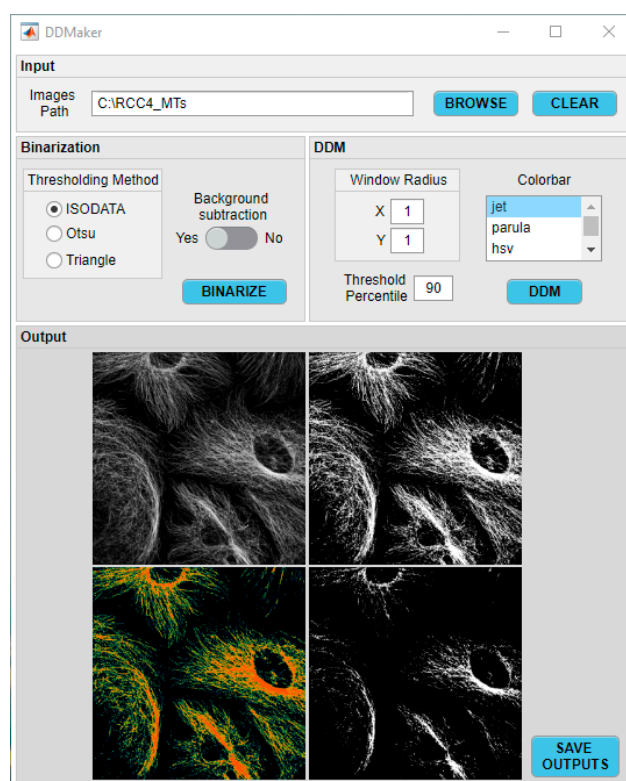 DDMaker
Input
Images
Path
C:\RCC4_MTs
BROWSE
CLEAR
Binarization
Thresholding Method
ISODATA
Otsu
Triangle
Background
subtraction
Yes
No
BINARIZE
DDM
Window Radius
X 1
Y 1
Colorbar
jet
parula
hsv
Threshold
Percentile
90
DDM
Output
SAVE
OUTPUTS